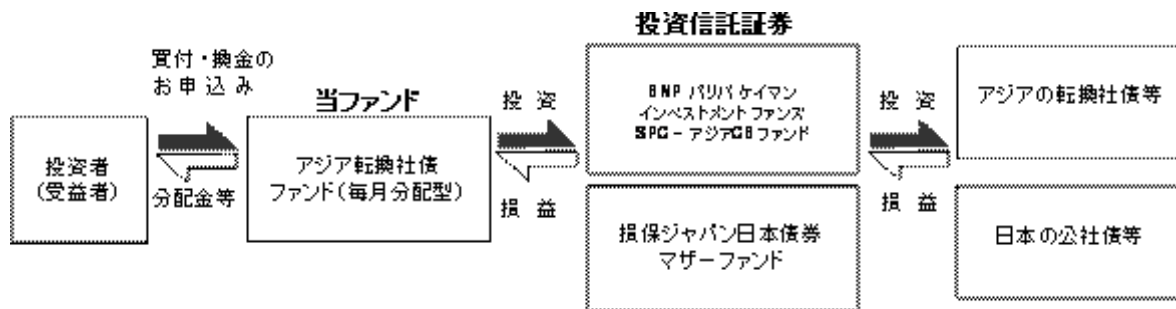 投資信託証券
買付・換金の
お申込み
当ファンド
投資
投資
投資者
(受益者)
分配金等
アジア転換社債
ファンド(毎月分配型)
損益
BNP パリバ ケイマン
インベストメント ファンズ
SPC - アジアCBファンド
損保ジャパン日本債券
マザーファンド
損益
アジアの転換社債等
日本の公社債等